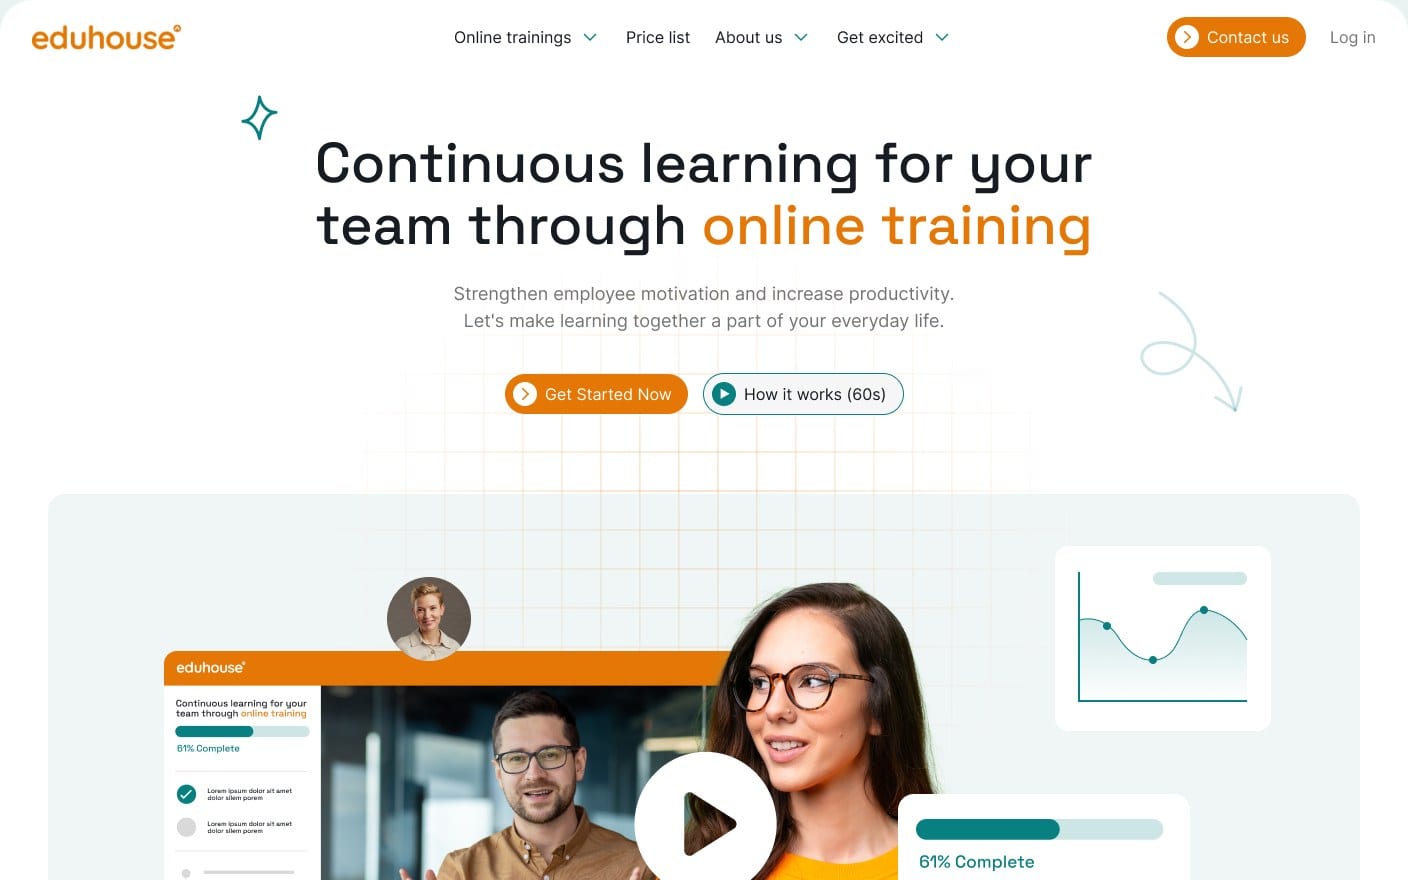 eduhouse
Online trainings
Price list
About us
Get excited
Contact us
Log in
Continuous learning for your
team through online training
Strengthen employee motivation and increase productivity.
Let's make learning together a part of your everyday life.
Get Started Now
How it works (60s)
eduhouse
Continuous learning for your
team through online training
61% Complete
Lorem ipsum dolor sit amet
dolor silem porem
Lorem ipsum dolor sit amet
dolor silem porem
61% Complete